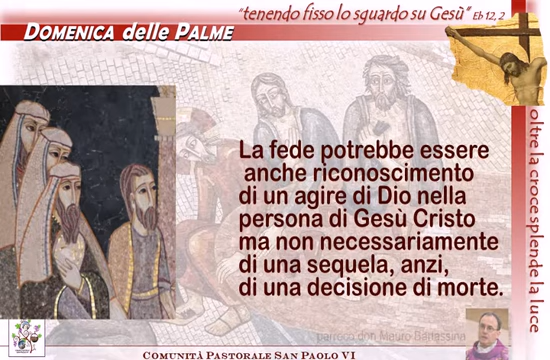 "tenendo fisso lo sguardo su Gesù" Eb 12, 2
DOMENICA delle PALME
La fede potrebbe essere
anche riconoscimento
di un agire di Dio nella
persona di Gesù Cristo
ma non necessariamente
di una sequela, anzi,
di una decisione di morte.
oltre la croce splende la luce
parroco don Mauro
COMUNITÀ PASTORALE SAN PAOLO VI